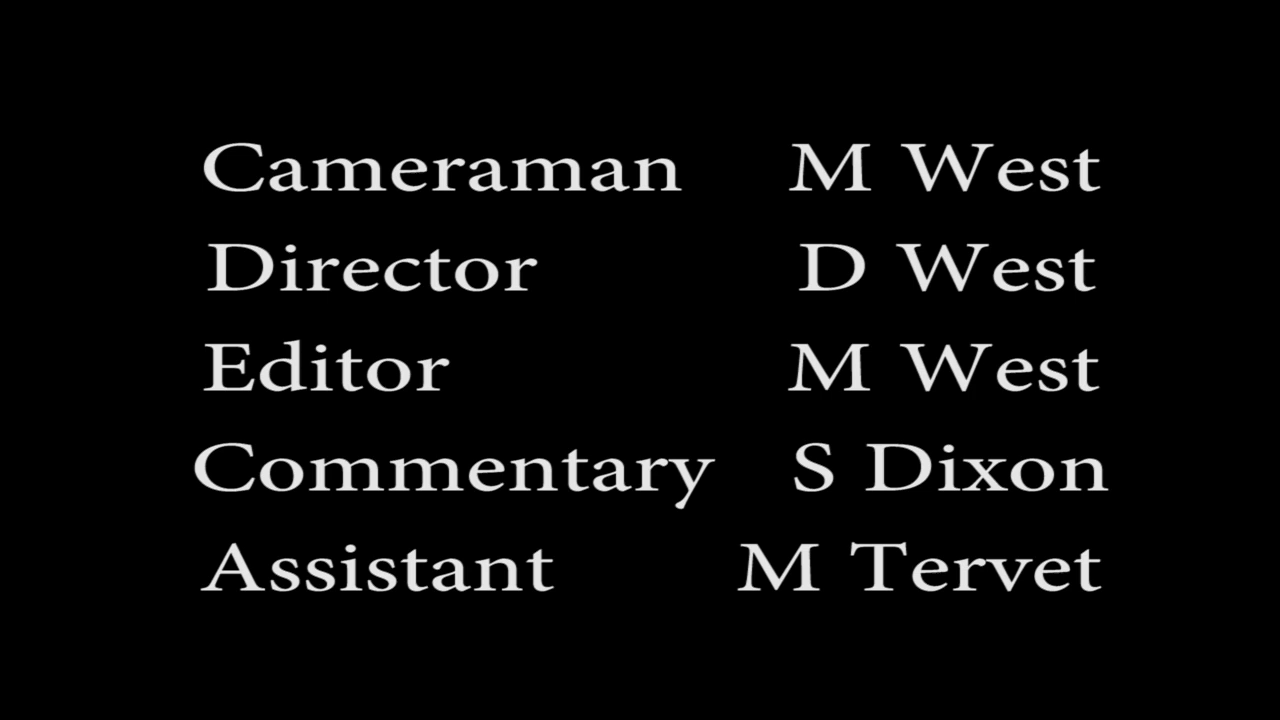 Cameraman M West
Director D West
Editor M West
Commentary S Dixon
Assistant M Tervet